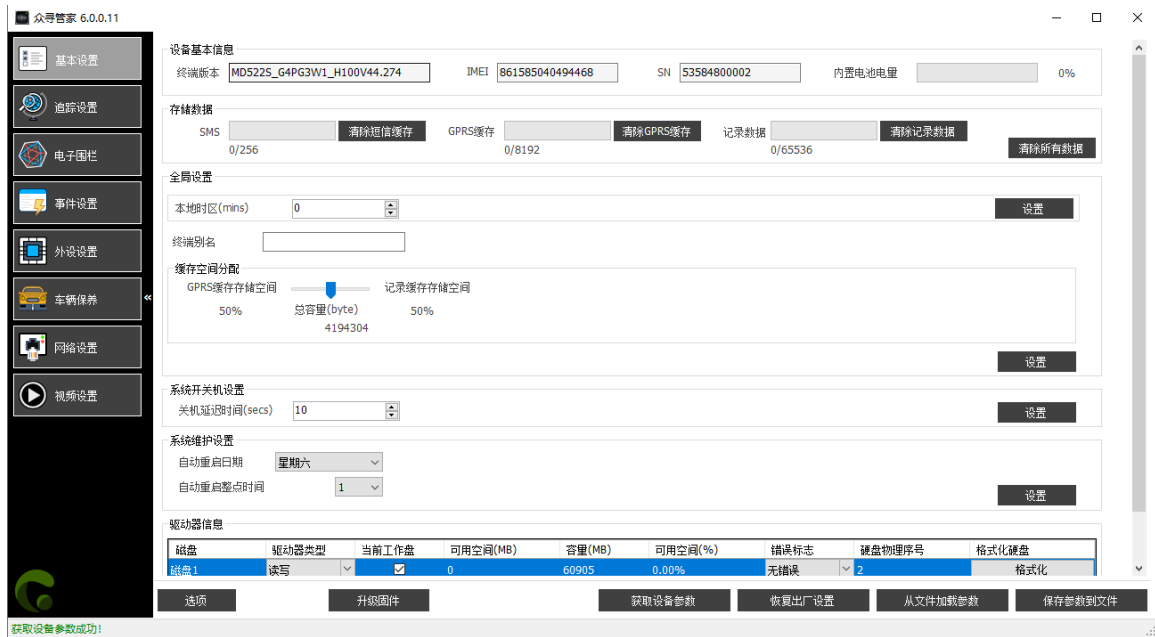 众寻管家 6.0.0.11
基本设置
追踪设置
电子围栏
事件设置
外设设置
车辆保养
网络设置
视频设置
«
设备基本信息
终端版本 MD522S_G4PG3W1_H100V44.274 IMEI 861585040494468 SN 53584800002 内置电池电量 0%
存储数据
SMS 清除短信缓存 GPRS缓存 清除GPRS缓存 记录数据 清除记录数据
0/256 0/8192 0/65536 清除所有数据
全局设置
本地时区(mins) 0 设置
终端别名
缓存空间分配
GPRS缓存存储空间 记录缓存存储空间
50% 总容量(byte) 50%
4194304
设置
系统开关机设置
关机延迟时间(secs) 10 设置
系统维护设置
自动重启日期 星期六
自动重启整点时间 1 设置
驱动器信息
磁盘 驱动器类型 当前工作盘 可用空间(MB) 容量(MB) 可用空间(%) 错误标志 硬盘物理序号 格式化硬盘
磁盘1 读写 0 60905 0.00% 无错误 2 格式化
选项 升级固件 获取设备参数 恢复出厂设置 从文件加载参数 保存参数到文件
获取设备参数成功!